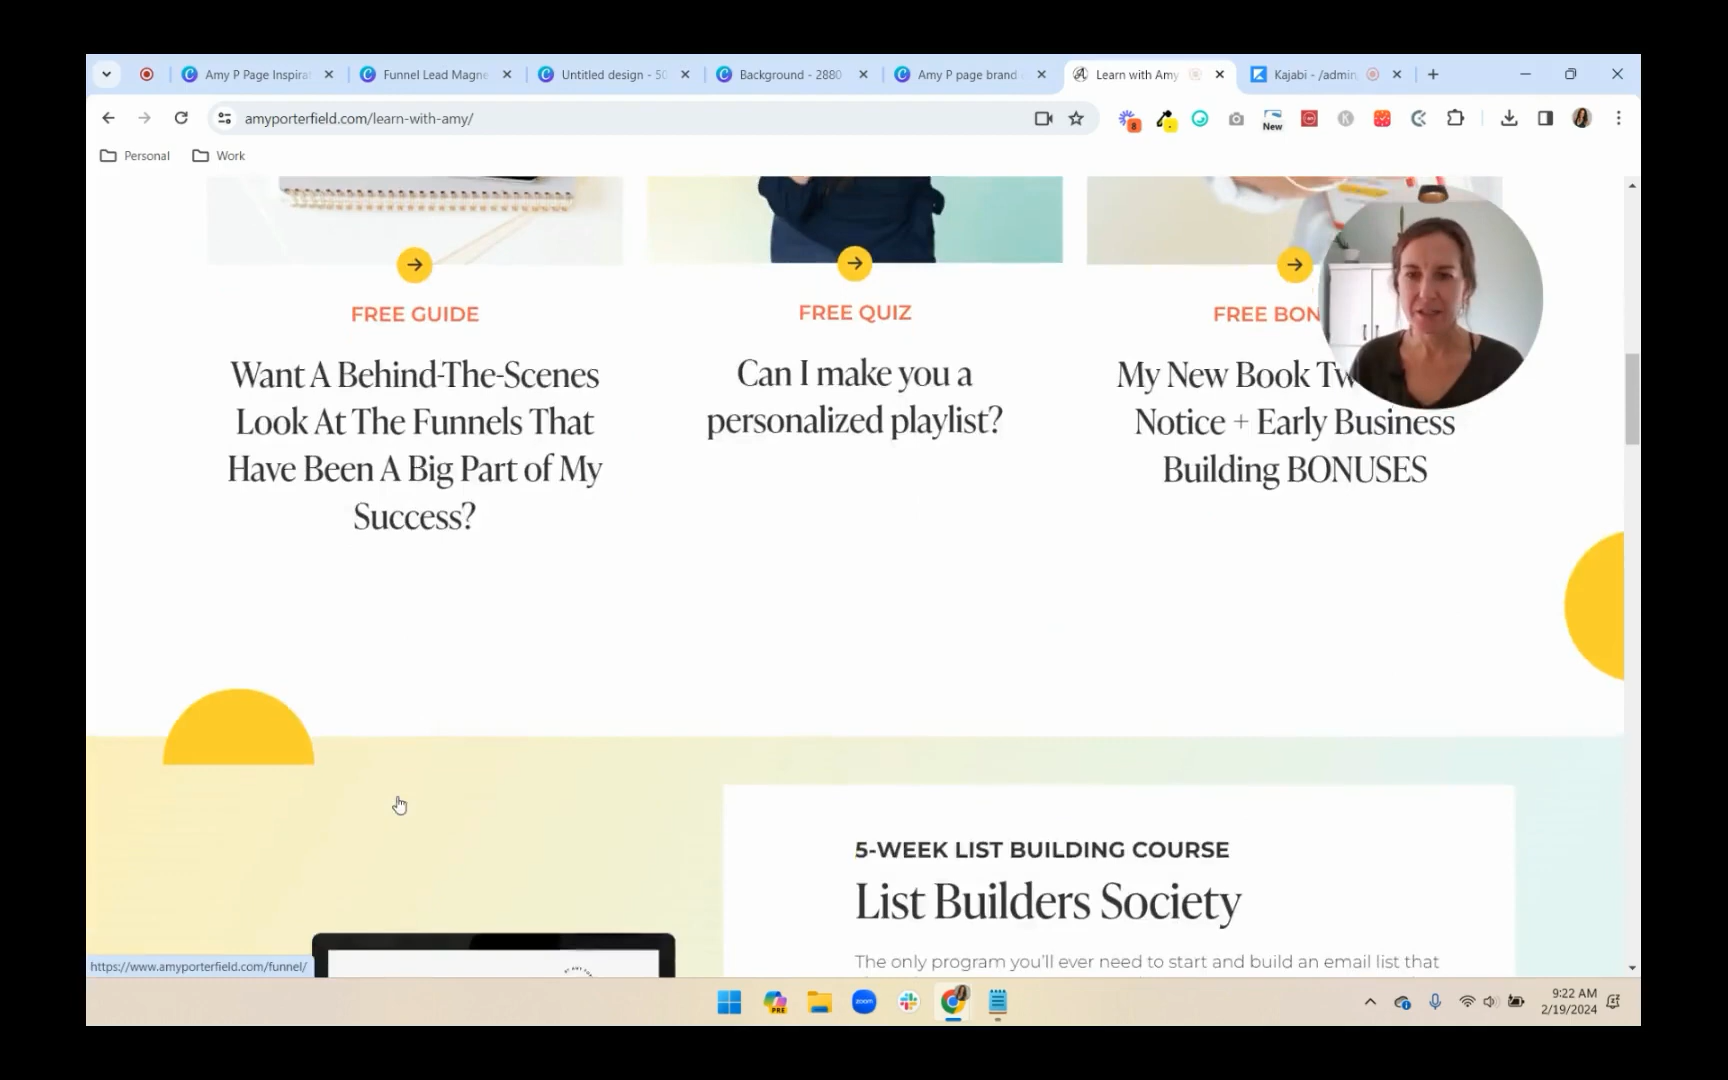 Amy P Page Inspira
Funnel Lead Magne
Untitled design - 50
Background - 2880
Amy P page brand
Learn with Amy
Kajabi - /admin
amyporterfield.com/learn-with-amy/
8
New
Personal
Work
FREE GUIDE
Want A Behind-The-Scenes
Look At The Funnels That
Have Been A Big Part of My
Success?
FREE QUIZ
Can I make you a
personalized playlist?
FREE BON
My New Book Tw
Notice + Early Business
Building BONUSES
5-WEEK LIST BUILDING COURSE
List Builders Society
The only program you'll ever need to start and build an email list that
https://www.amyporterfield.com/funnel/
PRE
zoom
9:22 AM
2/19/2024